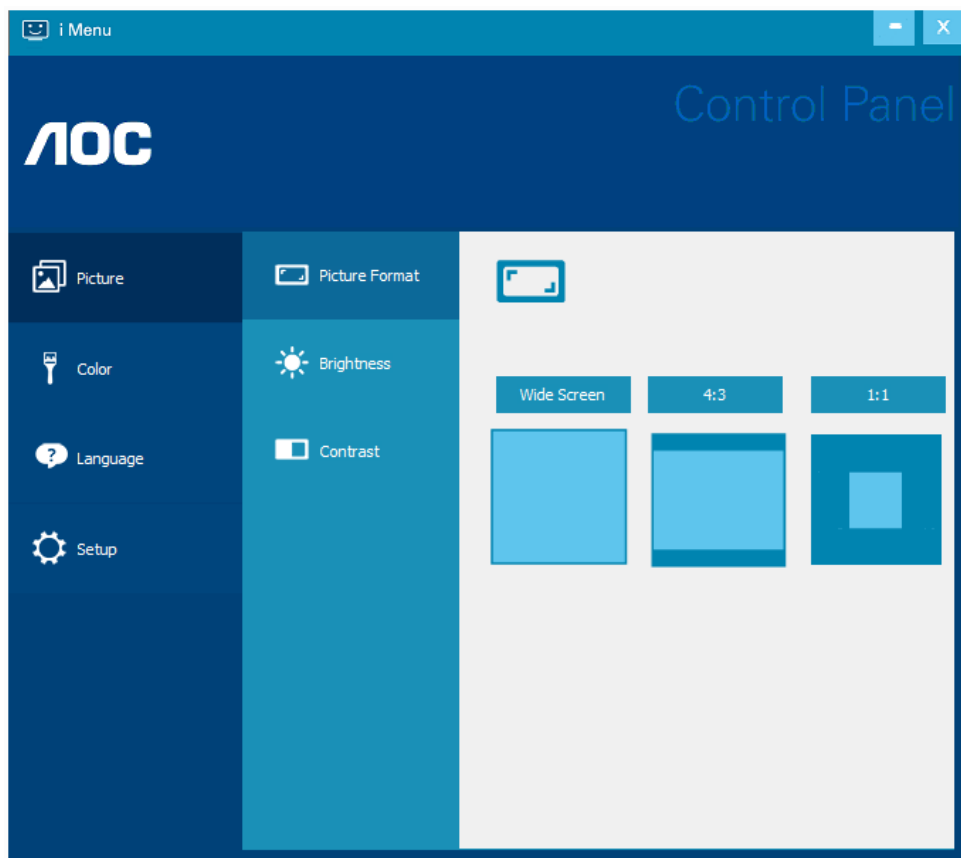 i Menu
- X
Control Panel
AOC
Picture
Color
Language
Setup
Picture Format
Brightness
Contrast
Wide Screen 4:3 1:1